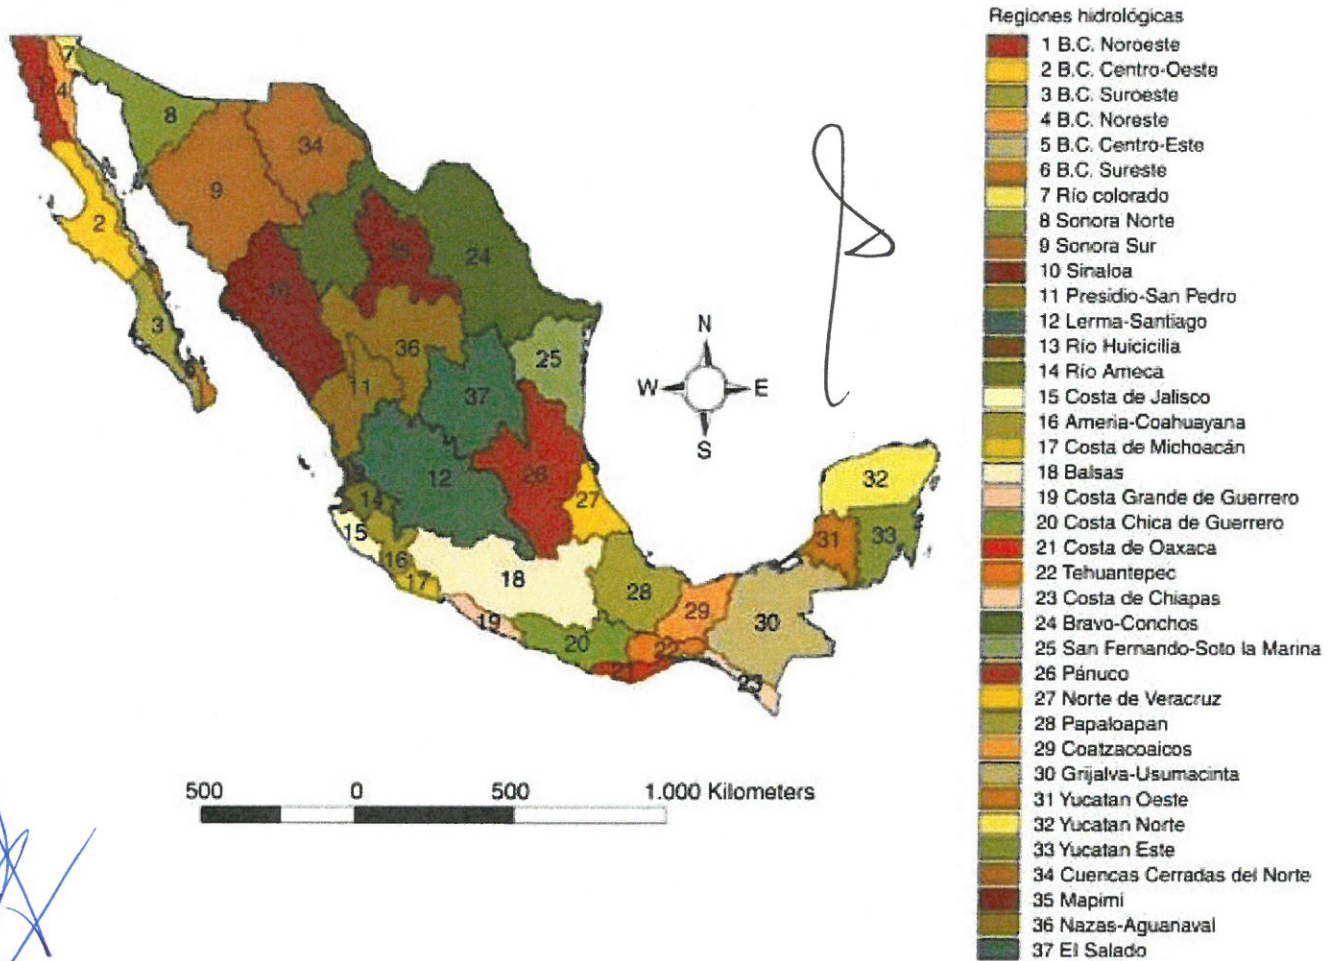 Regiones hidrológicas
1 B.C. Noroeste
2 B.C. Centro-Oeste
3 B.C. Suroeste
4 B.C. Noreste
5 B.C. Centro-Este
6 B.C. Sureste
7 Río colorado
8 Sonora Norte
9 Sonora Sur
10 Sinaloa
11 Presidio-San Pedro
12 Lerma-Santiago
13 Río Huicicilia
14 Río Ameca
15 Costa de Jalisco
16 Ameria-Coahuayana
17 Costa de Michoacán
18 Balsas
19 Costa Grande de Guerrero
20 Costa Chica de Guerrero
21 Costa de Oaxaca
22 Tehuantepec
23 Costa de Chiapas
24 Bravo-Conchos
25 San Fernando-Soto la Marina
26 Pánuco
27 Norte de Veracruz
28 Papaloapan
29 Coatzacoaicos
30 Grijalva-Usumacinta
31 Yucatan Oeste
32 Yucatan Norte
33 Yucatan Este
34 Cuencas Cerradas del Norte
35 Mapimí
36 Nazas-Aguanaval
37 El Salado
7
4
8
34
9
2
35
24
10
3
36
25
11
37
6
12
26
27
32
14
15
31
33
16
17
18
28
29
30
19
20
22
21
23
N
W E
S
500 0 500 1.000 Kilometers